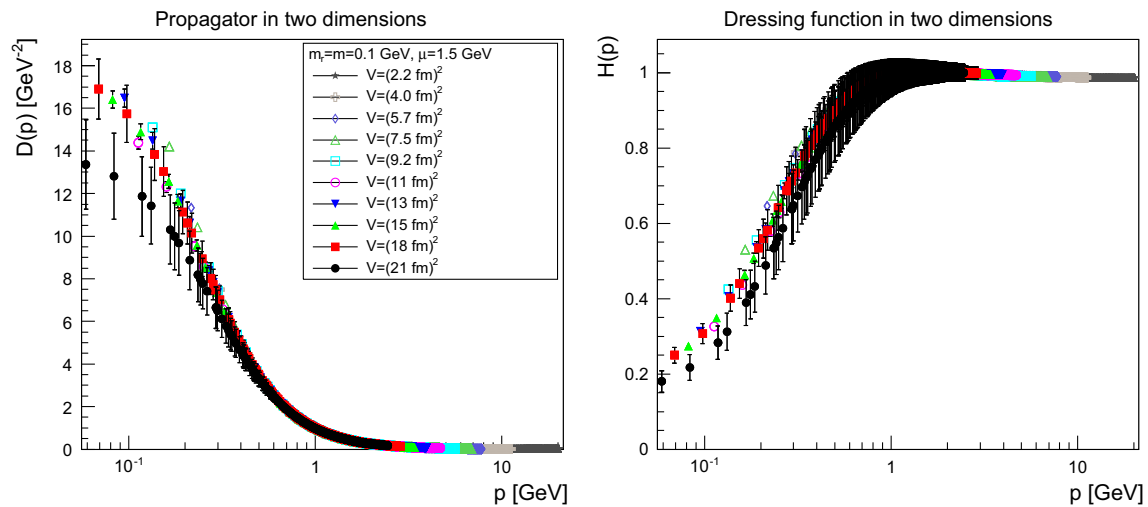 Propagator in two dimensions
D(p) [GeV⁻²]
18
16
14
12
10
8
6
4
2
0
mᵣ=m=0.1 GeV, μ=1.5 GeV
V=(2.2 fm)²
V=(4.0 fm)²
V=(5.7 fm)²
V=(7.5 fm)²
V=(9.2 fm)²
V=(11 fm)²
V=(13 fm)²
V=(15 fm)²
V=(18 fm)²
V=(21 fm)²
10⁻¹ 1 10
p [GeV]
Dressing function in two dimensions
H(p)
1
0.8
0.6
0.4
0.2
0
10⁻¹ 1 10
p [GeV]